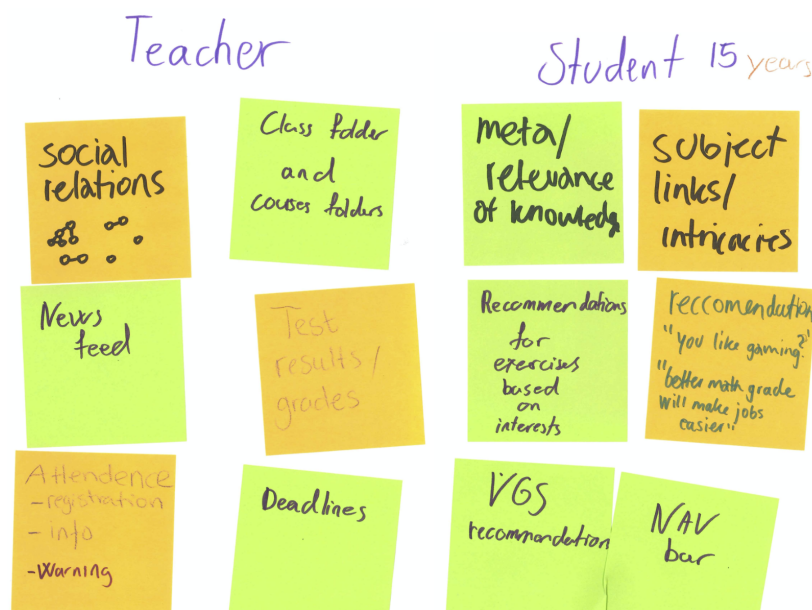 Teacher
Student 15 years
social
relations
Class folder
and
couses folders
meta/
relevance
of knowledg
subject
links/
intricacies
News
feed
Test
results/
grades
Recommendations
for
exercises
based
on
interests
reccomendation
"you like gaming?"
"better math grade
will make jobs
easier"
Attendence
-registration
- info
-Warning
Deadlines
VGS
recommondation
NAV
bar